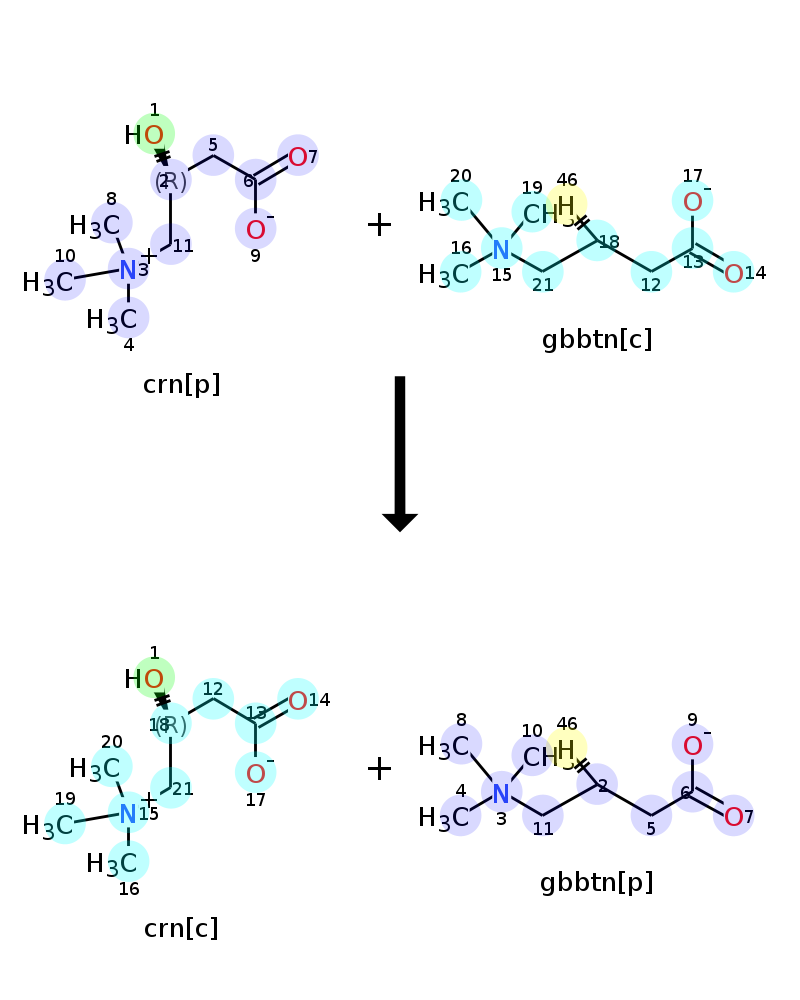 1
HO
5
2
(R)
6
O7
8
H3C
O-
9
10
H3C
N+
3
11
H3C
4
crn[p]
+
20
H3C
19
CH3
46
H
17
O-
16
H3C
N
15
18
13
O14
21
12
gbbtn[c]
1
HO
12
18
(R)
13
O14
20
H3C
O-
17
19
H3C
N+
15
21
H3C
16
crn[c]
+
8
H3C
10
CH3
46
H
9
O-
4
H3C
N
3
2
6
O7
11
5
gbbtn[p]